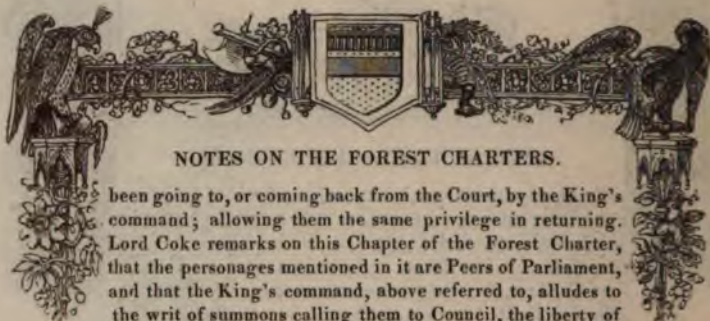 NOTES ON THE FOREST CHARTERS.
been going to, or coming back from the Court, by the King's
command; allowing them the same privilege in returning.
Lord Coke remarks on this Chapter of the Forest Charter,
that the personages mentioned in it are Peers of Parliament,
and that the King's command, above referred to, alludes to
the writ of summons calling them to Council, the liberty of